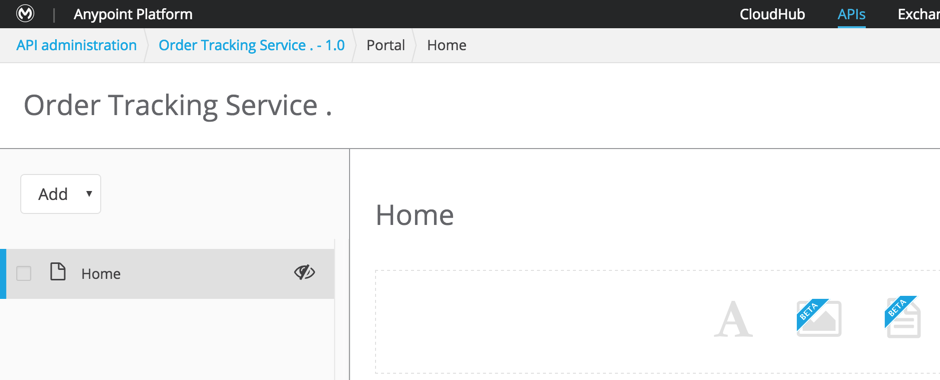 Anypoint Platform CloudHub APIs Exchan
API administration Order Tracking Service . - 1.0 Portal Home
Order Tracking Service .
Add
Home
Home
A BETA BETA